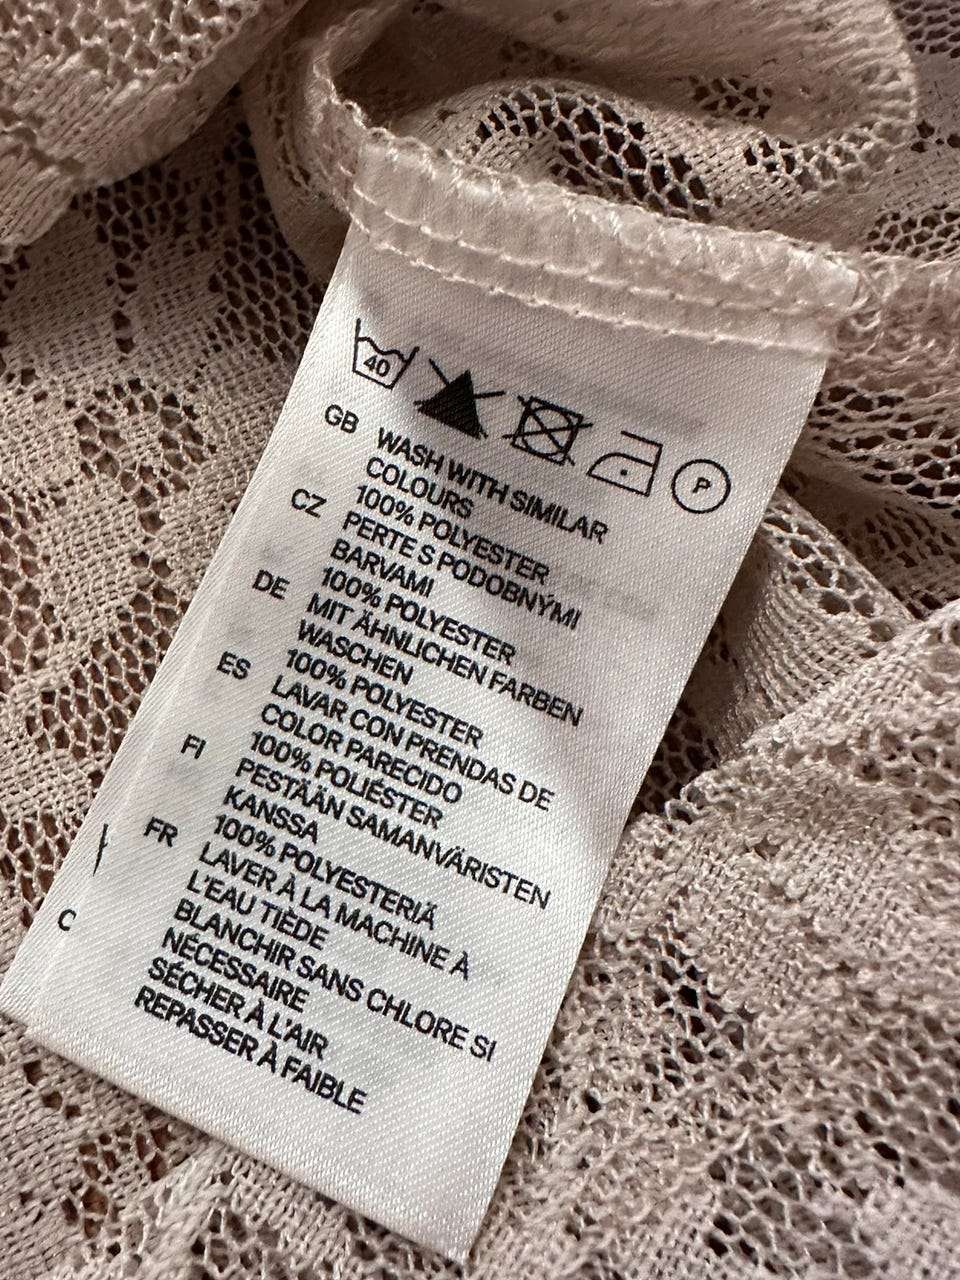 40
P
GB WASH WITH SIMILAR
COLOURS
100% POLYESTER
CZ PERTE S PODOBNÝMI
BARVAMI
100% POLYESTER
DE MIT ÄHNLICHEN FARBEN
WASCHEN
100% POLYESTER
ES LAVAR CON PRENDAS DE
COLOR PARECIDO
100% POLIÉSTER
FI PESTÄÄN SAMANVÄRISTEN
KANSSA
100% POLYESTERIÄ
FR LAVER À LA MACHINE À
L'EAU TIÈDE
BLANCHIR SANS CHLORE SI
NÉCESSAIRE
SÉCHER À L'AIR
REPASSER À FAIBLE